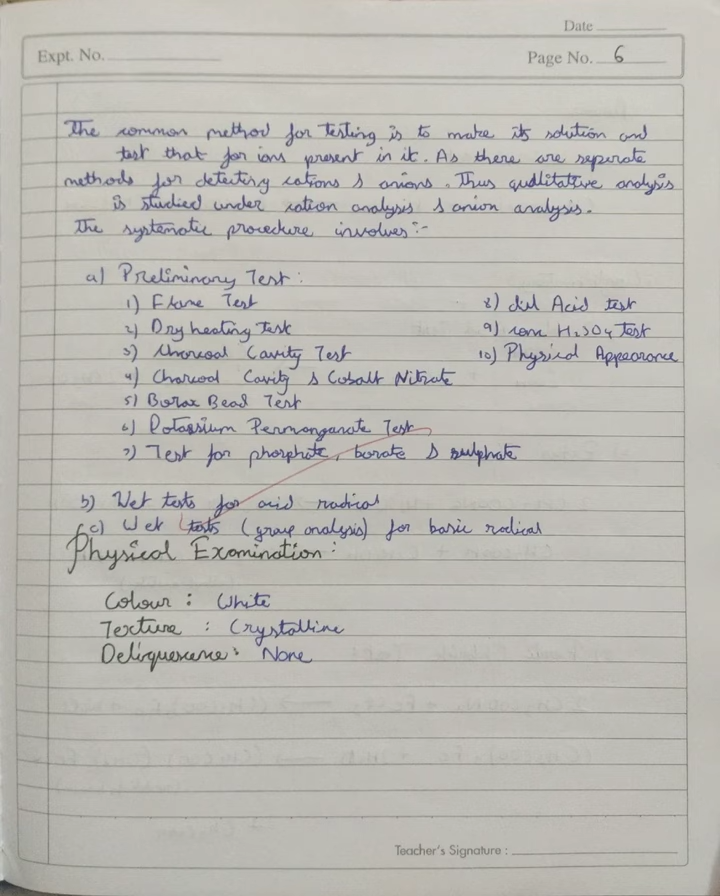 Date
Expt. No.
Page No. 6
The common method for testing is to make its solution and
test that for ions present in it. As there are seperate
methods for detecting cations & anions. Thus qualitative analysis
is studied under cation analysis & anion analysis.
The systematic procedure involves:-
a) Preliminary Test:
1) Flame Test
2) Dry heating test
3) Charcoal Cavity Test
4) Charcoal Cavity & Cobalt Nitrate
5) Borax Bead Test
6) Potassium Permanganate Test
7) Test for phosphate, borate & sulphate
8) dil Acid test
9) conc H₂SO₄ test
10) Physical Appearance
b) Wet tests for acid radical
c) Wet tests (group analysis) for basic radical
Physical Examination:
Colour : White
Texture : Crystalline
Deliquescence: None
Teacher's Signature :